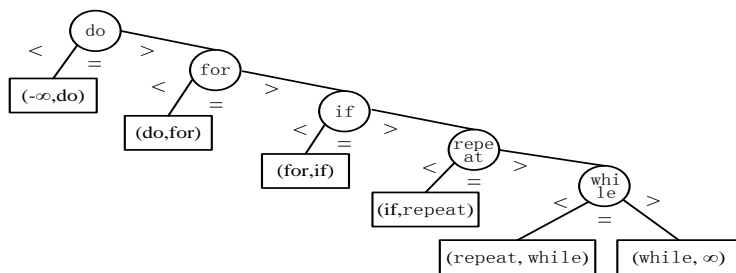 do
< = >
for
(-∞,do)
< = >
if
(do,for)
< = >
repe
at
(for,if)
< = >
whi
le
(if,repeat)
< = >
(repeat, while)
(while, ∞)